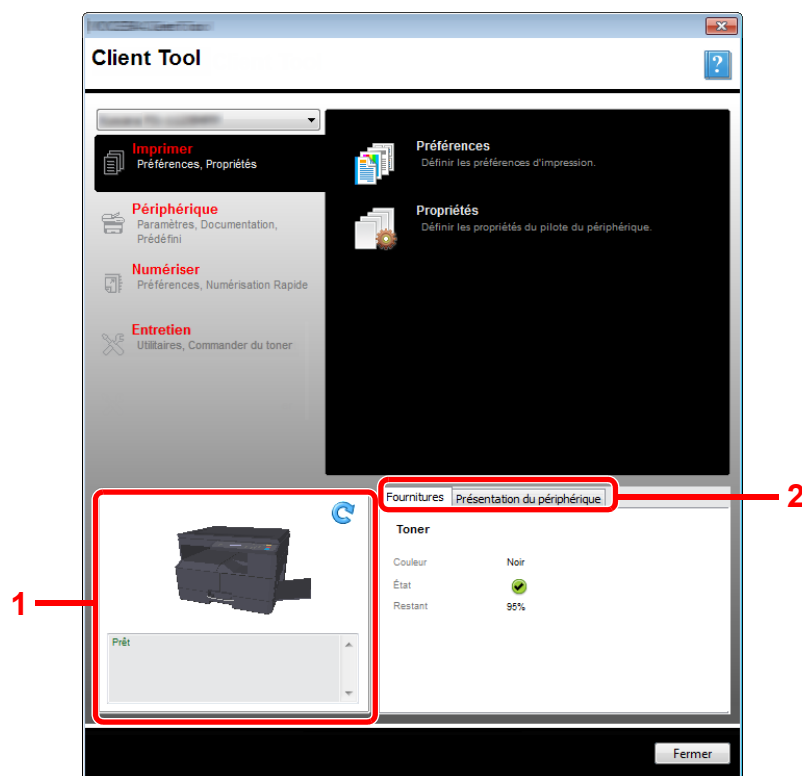 Client Tool
?
Imprimer
Préférences, Propriétés
Périphérique
Paramètres, Documentation,
Prédéfini
Numériser
Préférences, Numérisation Rapide
Entretien
Utilitaires, Commander du toner
Préférences
Définir les préférences d'impression.
Propriétés
Définir les propriétés du pilote du périphérique.
1
Prêt
Fournitures Présentation du périphérique
2
Toner
Couleur Noir
État
Restant 95%
Fermer